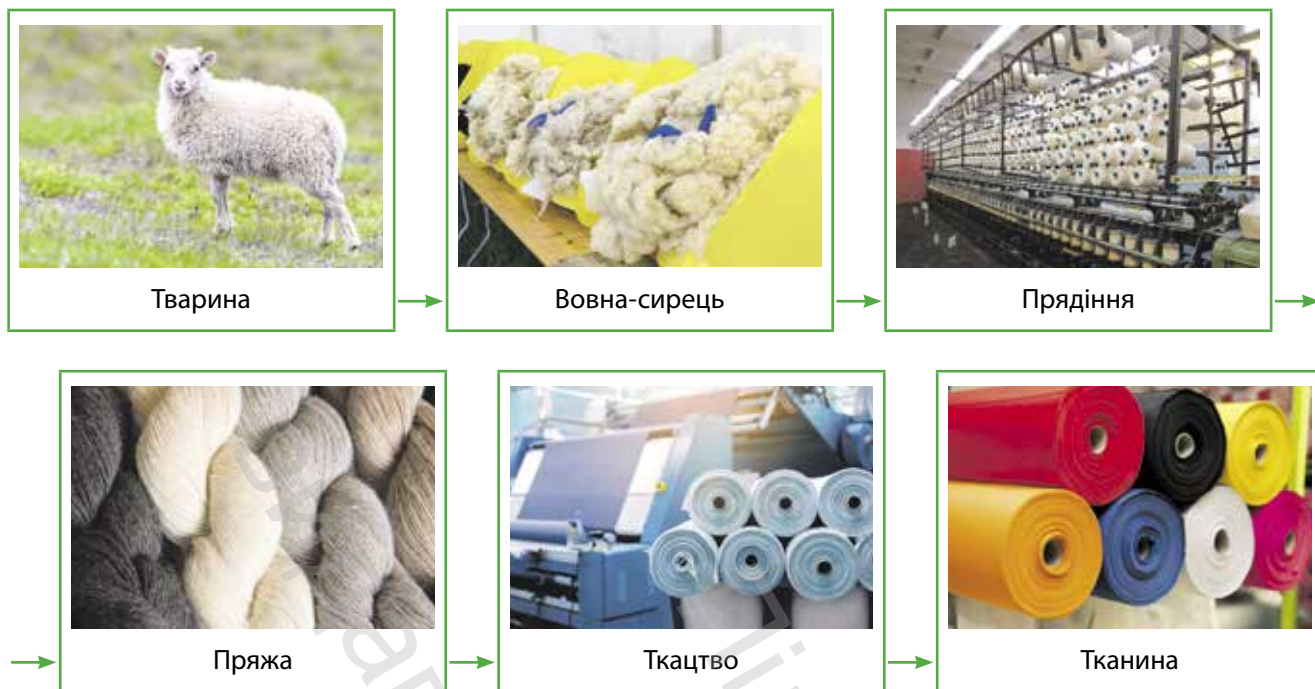 Тварина
Вовна-сирець
Прядіння
Пряжа
Ткацтво
Тканина